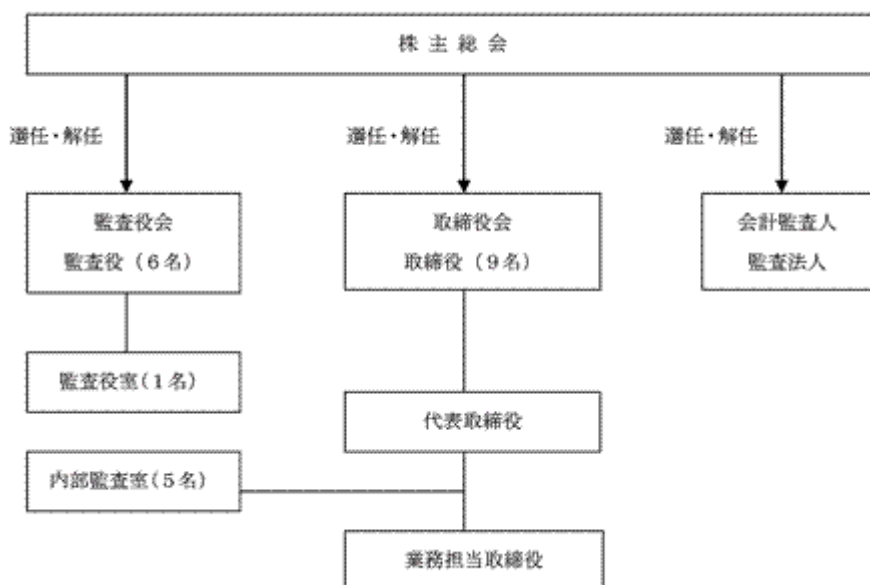 株 主 総 会
選任・解任
選任・解任
選任・解任
監査役会
監査役（６名）
取締役会
取締役（９名）
会計監査人
監査法人
監査役室（１名）
代表取締役
内部監査室（５名）
業務担当取締役